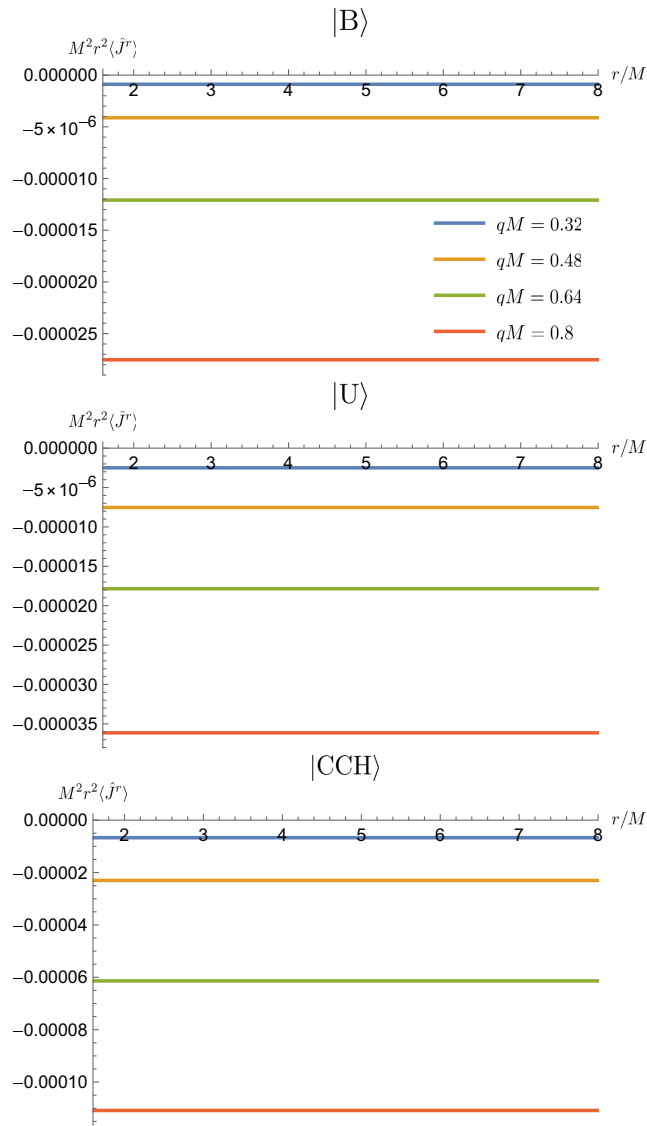 |B⟩
M²r²⟨Ĵʳ⟩
0.000000
2 3 4 5 6 7 8
r/M
−5×10⁻⁶
−0.000010
−0.000015
−0.000020
−0.000025
qM = 0.32
qM = 0.48
qM = 0.64
qM = 0.8
|U⟩
M²r²⟨Ĵʳ⟩
0.000000
2 3 4 5 6 7 8
r/M
−5×10⁻⁶
−0.000010
−0.000015
−0.000020
−0.000025
−0.000030
−0.000035
|CCH⟩
M²r²⟨Ĵʳ⟩
0.00000
2 3 4 5 6 7 8
r/M
−0.00002
−0.00004
−0.00006
−0.00008
−0.00010